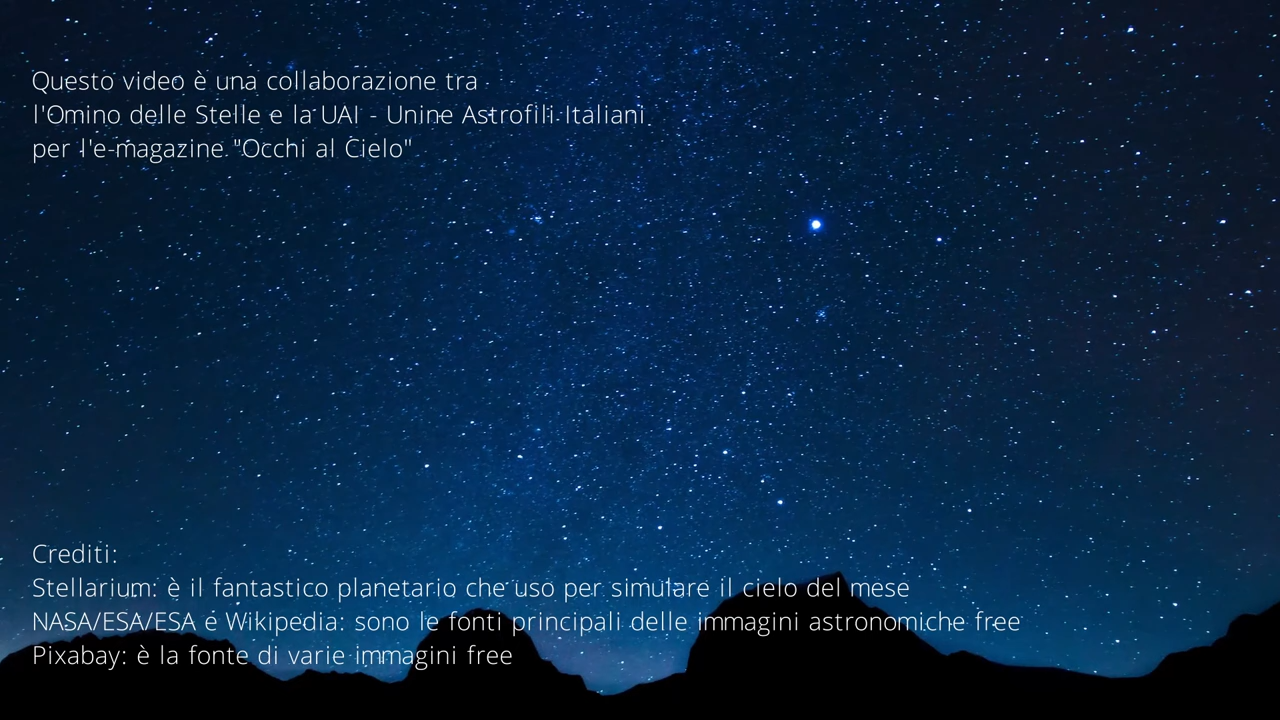 Questo video è una collaborazione tra
l'Omino delle Stelle e la UAI - Unine Astrofili Italiani
per l'e-magazine "Occhi al Cielo"
Crediti:
Stellarium: è il fantastico planetario che uso per simulare il cielo del mese
NASA/ESA/ESA e Wikipedia: sono le fonti principali delle immagini astronomiche free
Pixabay: è la fonte di varie immagini free